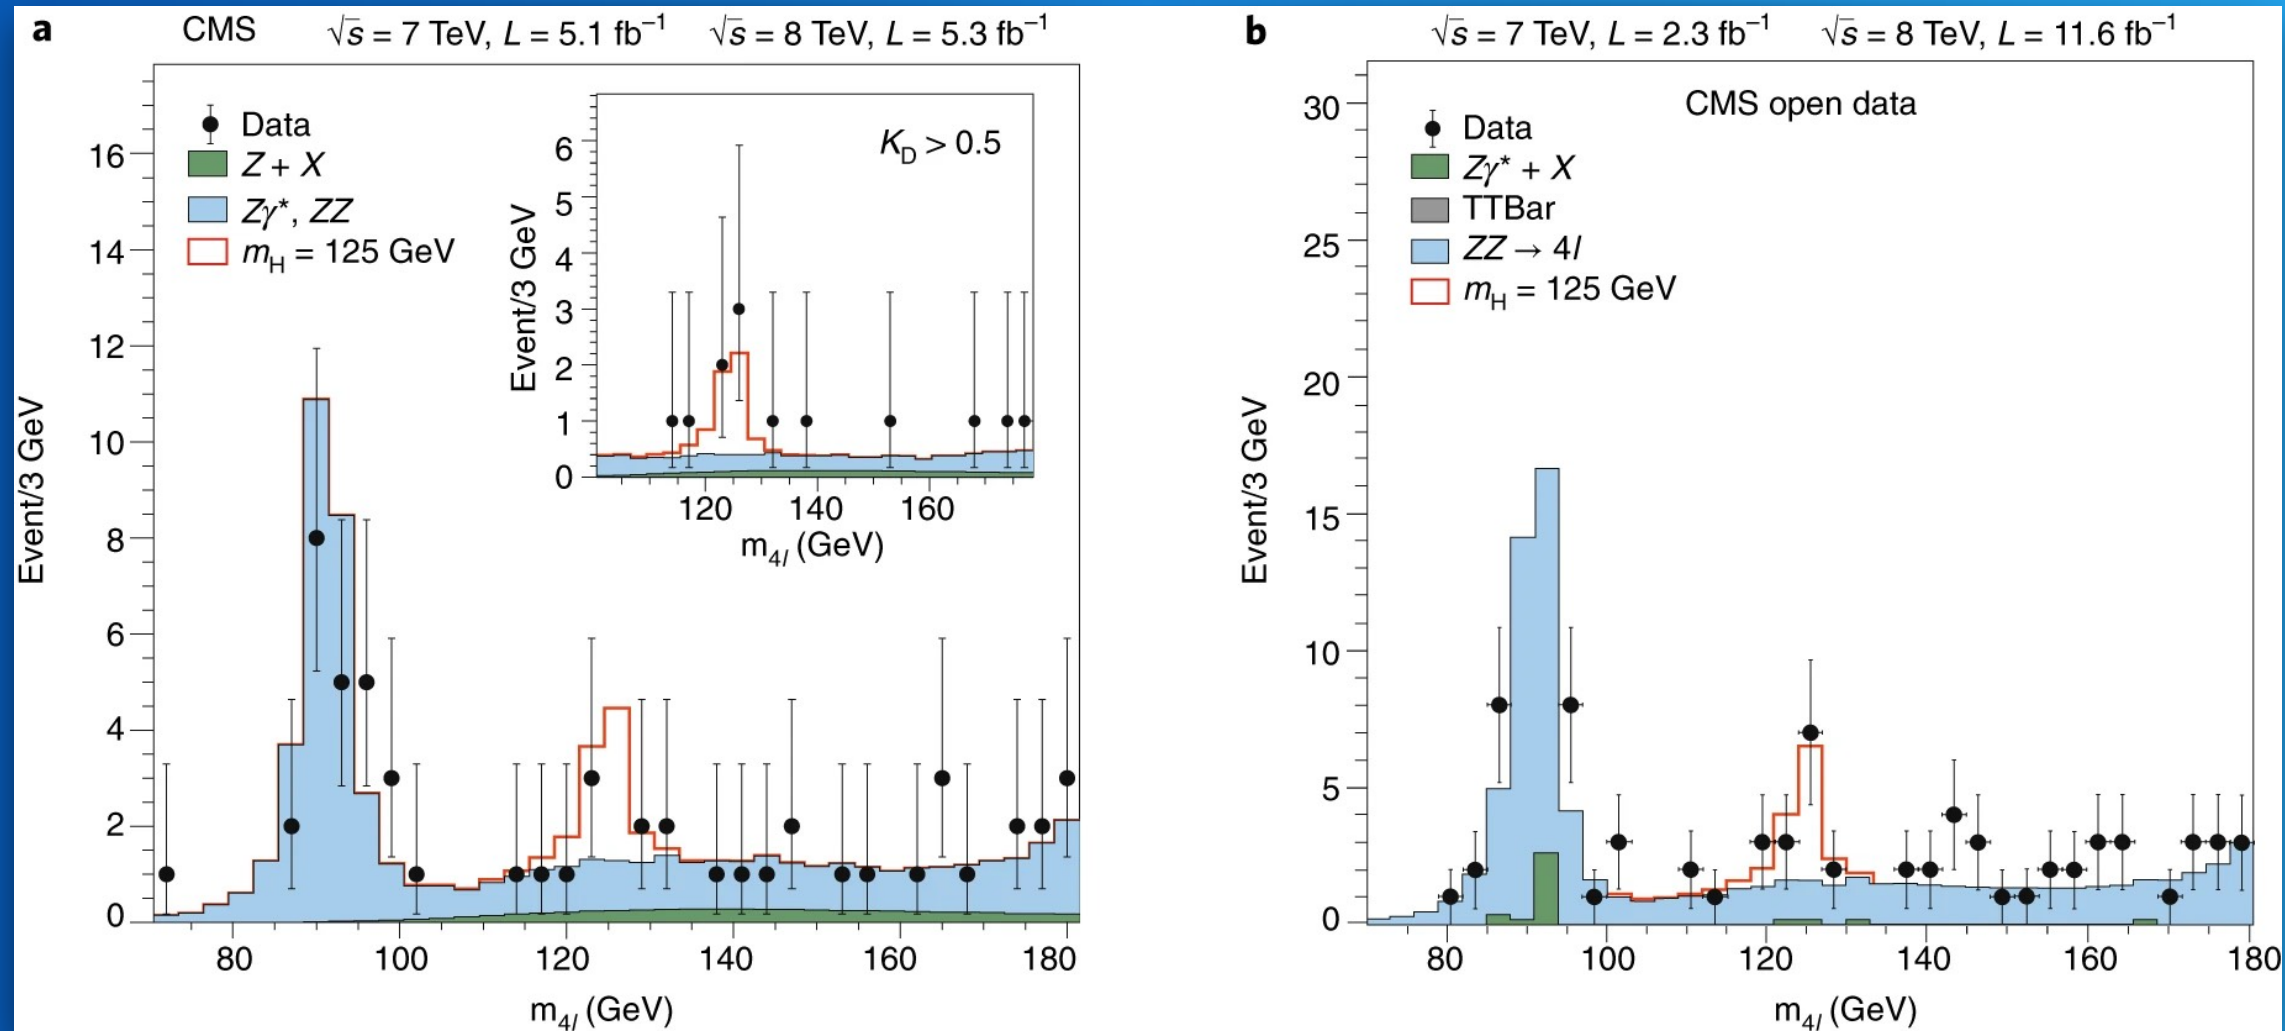 a
CMS √s = 7 TeV, L = 5.1 fb⁻¹ √s = 8 TeV, L = 5.3 fb⁻¹
Data
Z + X
Zγ*, ZZ
m_H = 125 GeV
K_D > 0.5
6
5
4
3
2
1
0
Event/3 GeV
120 140 160
m_4l (GeV)
16
14
12
10
8
6
4
2
0
Event/3 GeV
80 100 120 140 160 180
m_4l (GeV)
b
√s = 7 TeV, L = 2.3 fb⁻¹ √s = 8 TeV, L = 11.6 fb⁻¹
CMS open data
Data
Zγ* + X
TTBar
ZZ → 4l
m_H = 125 GeV
30
25
20
15
10
5
0
Event/3 GeV
80 100 120 140 160 180
m_4l (GeV)